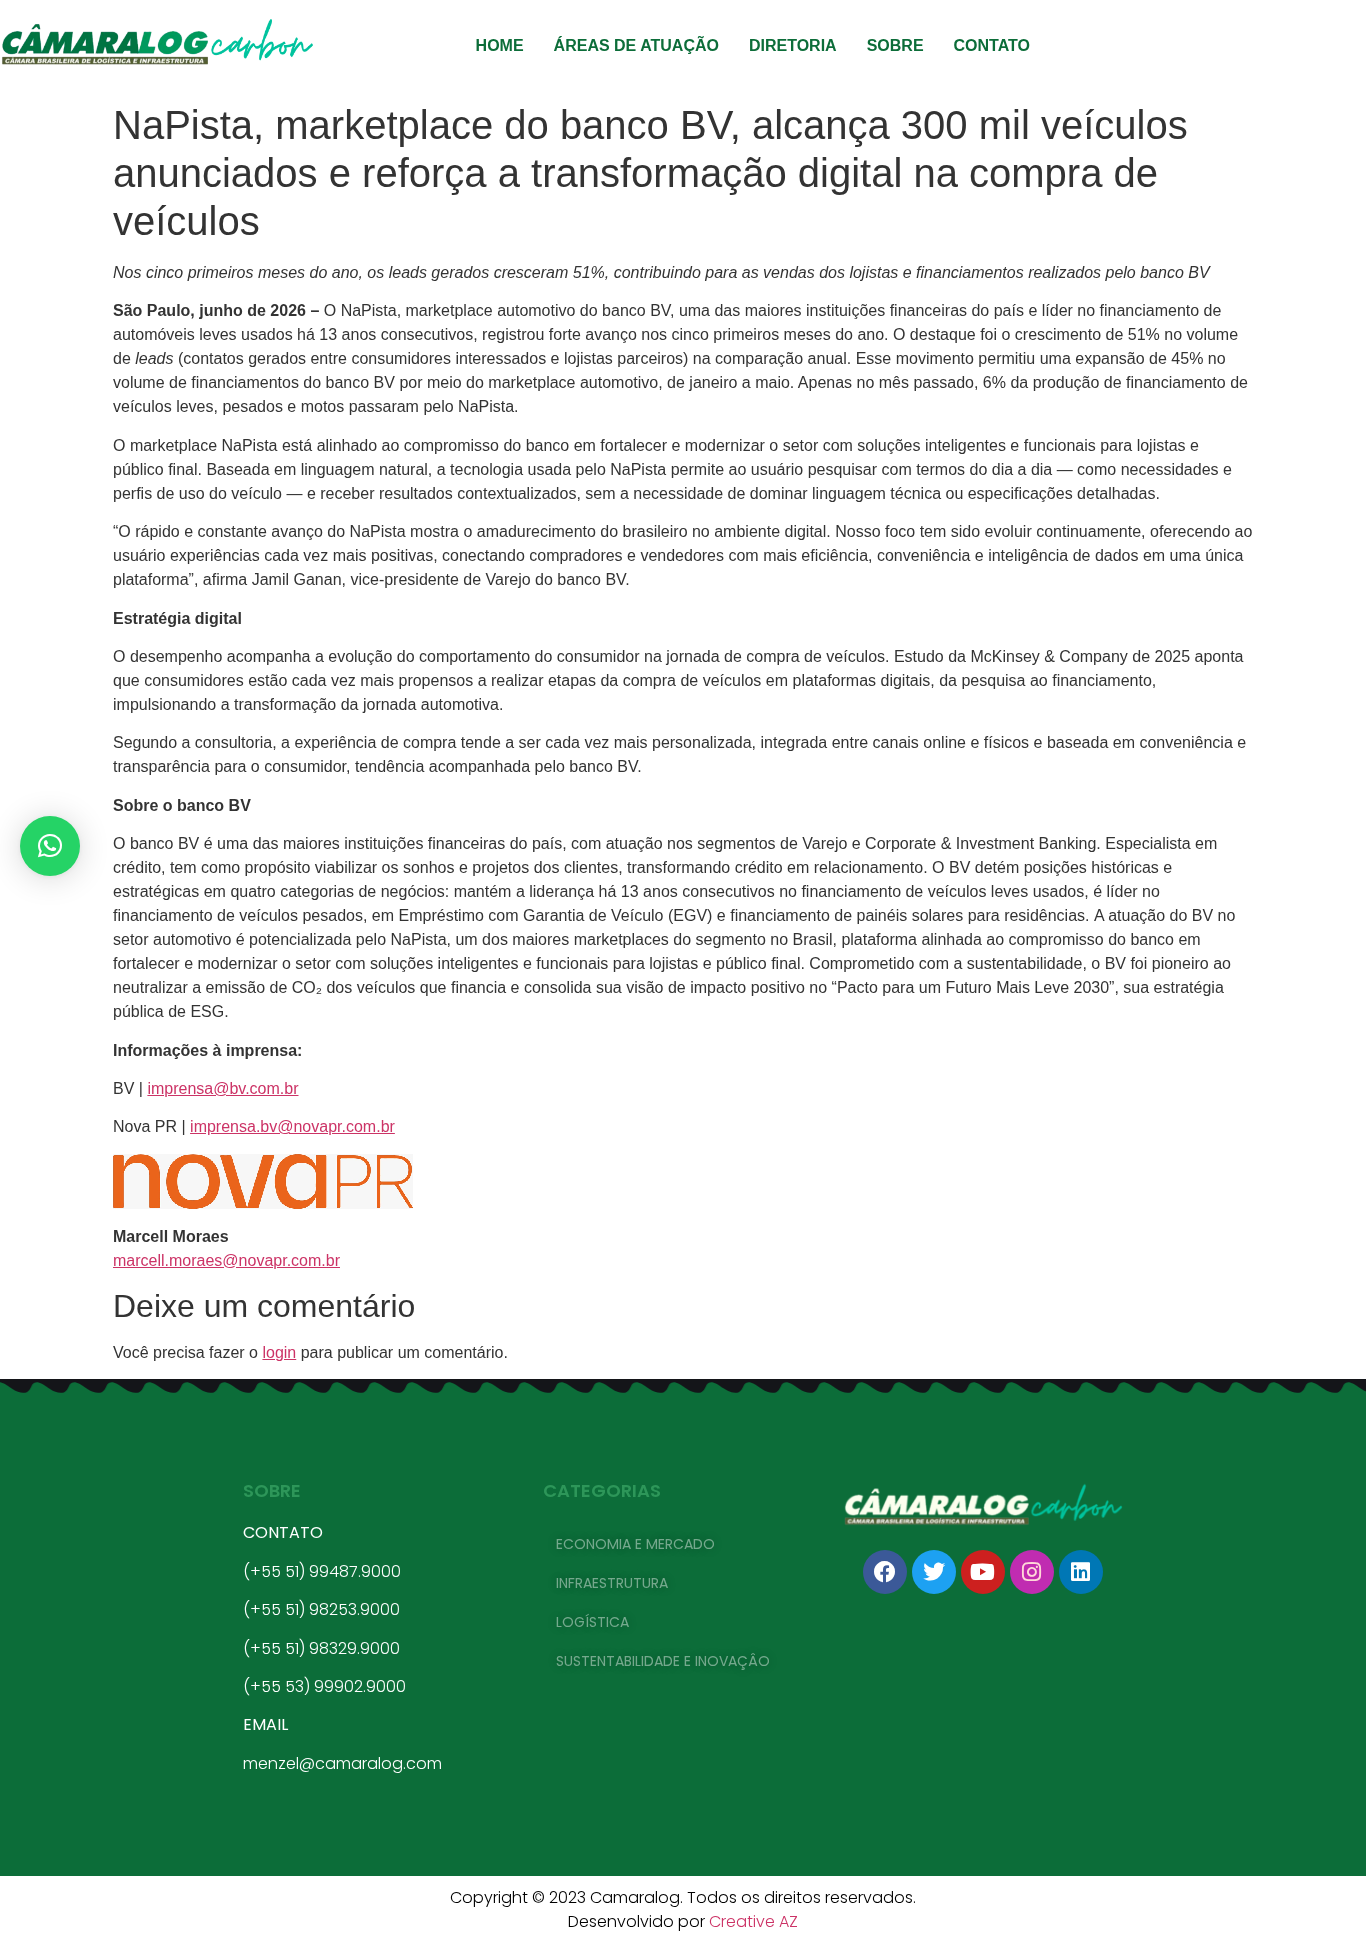 CÂMARALOG carbon
CÂMARA BRASILEIRA DE LOGÍSTICA E INFRAESTRUTURA
HOME ÁREAS DE ATUAÇÃO DIRETORIA SOBRE CONTATO
NaPista, marketplace do banco BV, alcança 300 mil veículos
anunciados e reforça a transformação digital na compra de
veículos
Nos cinco primeiros meses do ano, os leads gerados cresceram 51%, contribuindo para as vendas dos lojistas e financiamentos realizados pelo banco BV
São Paulo, junho de 2026 – O NaPista, marketplace automotivo do banco BV, uma das maiores instituições financeiras do país e líder no financiamento de
automóveis leves usados há 13 anos consecutivos, registrou forte avanço nos cinco primeiros meses do ano. O destaque foi o crescimento de 51% no volume
de leads (contatos gerados entre consumidores interessados e lojistas parceiros) na comparação anual. Esse movimento permitiu uma expansão de 45% no
volume de financiamentos do banco BV por meio do marketplace automotivo, de janeiro a maio. Apenas no mês passado, 6% da produção de financiamento de
veículos leves, pesados e motos passaram pelo NaPista.
O marketplace NaPista está alinhado ao compromisso do banco em fortalecer e modernizar o setor com soluções inteligentes e funcionais para lojistas e
público final. Baseada em linguagem natural, a tecnologia usada pelo NaPista permite ao usuário pesquisar com termos do dia a dia — como necessidades e
perfis de uso do veículo — e receber resultados contextualizados, sem a necessidade de dominar linguagem técnica ou especificações detalhadas.
“O rápido e constante avanço do NaPista mostra o amadurecimento do brasileiro no ambiente digital. Nosso foco tem sido evoluir continuamente, oferecendo ao
usuário experiências cada vez mais positivas, conectando compradores e vendedores com mais eficiência, conveniência e inteligência de dados em uma única
plataforma”, afirma Jamil Ganan, vice-presidente de Varejo do banco BV.
Estratégia digital
O desempenho acompanha a evolução do comportamento do consumidor na jornada de compra de veículos. Estudo da McKinsey & Company de 2025 aponta
que consumidores estão cada vez mais propensos a realizar etapas da compra de veículos em plataformas digitais, da pesquisa ao financiamento,
impulsionando a transformação da jornada automotiva.
Segundo a consultoria, a experiência de compra tende a ser cada vez mais personalizada, integrada entre canais online e físicos e baseada em conveniência e
transparência para o consumidor, tendência acompanhada pelo banco BV.
Sobre o banco BV
O banco BV é uma das maiores instituições financeiras do país, com atuação nos segmentos de Varejo e Corporate & Investment Banking. Especialista em
crédito, tem como propósito viabilizar os sonhos e projetos dos clientes, transformando crédito em relacionamento. O BV detém posições históricas e
estratégicas em quatro categorias de negócios: mantém a liderança há 13 anos consecutivos no financiamento de veículos leves usados, é líder no
financiamento de veículos pesados, em Empréstimo com Garantia de Veículo (EGV) e financiamento de painéis solares para residências. A atuação do BV no
setor automotivo é potencializada pelo NaPista, um dos maiores marketplaces do segmento no Brasil, plataforma alinhada ao compromisso do banco em
fortalecer e modernizar o setor com soluções inteligentes e funcionais para lojistas e público final. Comprometido com a sustentabilidade, o BV foi pioneiro ao
neutralizar a emissão de CO₂ dos veículos que financia e consolida sua visão de impacto positivo no “Pacto para um Futuro Mais Leve 2030”, sua estratégia
pública de ESG.
Informações à imprensa:
BV | imprensa@bv.com.br
Nova PR | imprensa.bv@novapr.com.br
novaPR
Marcell Moraes
marcell.moraes@novapr.com.br
Deixe um comentário
Você precisa fazer o login para publicar um comentário.
SOBRE
CONTATO
(+55 51) 99487.9000
(+55 51) 98253.9000
(+55 51) 98329.9000
(+55 53) 99902.9000
EMAIL
menzel@camaralog.com
CATEGORIAS
ECONOMIA E MERCADO
INFRAESTRUTURA
LOGÍSTICA
SUSTENTABILIDADE E INOVAÇÃO
CÂMARALOG carbon
CÂMARA BRASILEIRA DE LOGÍSTICA E INFRAESTRUTURA
Copyright © 2023 Camaralog. Todos os direitos reservados.
Desenvolvido por Creative AZ